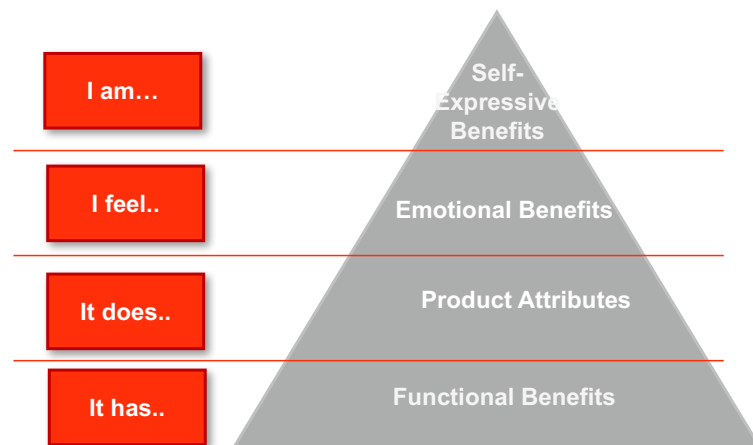 I am…
Self-
Expressive
Benefits
I feel..
Emotional Benefits
It does..
Product Attributes
It has..
Functional Benefits